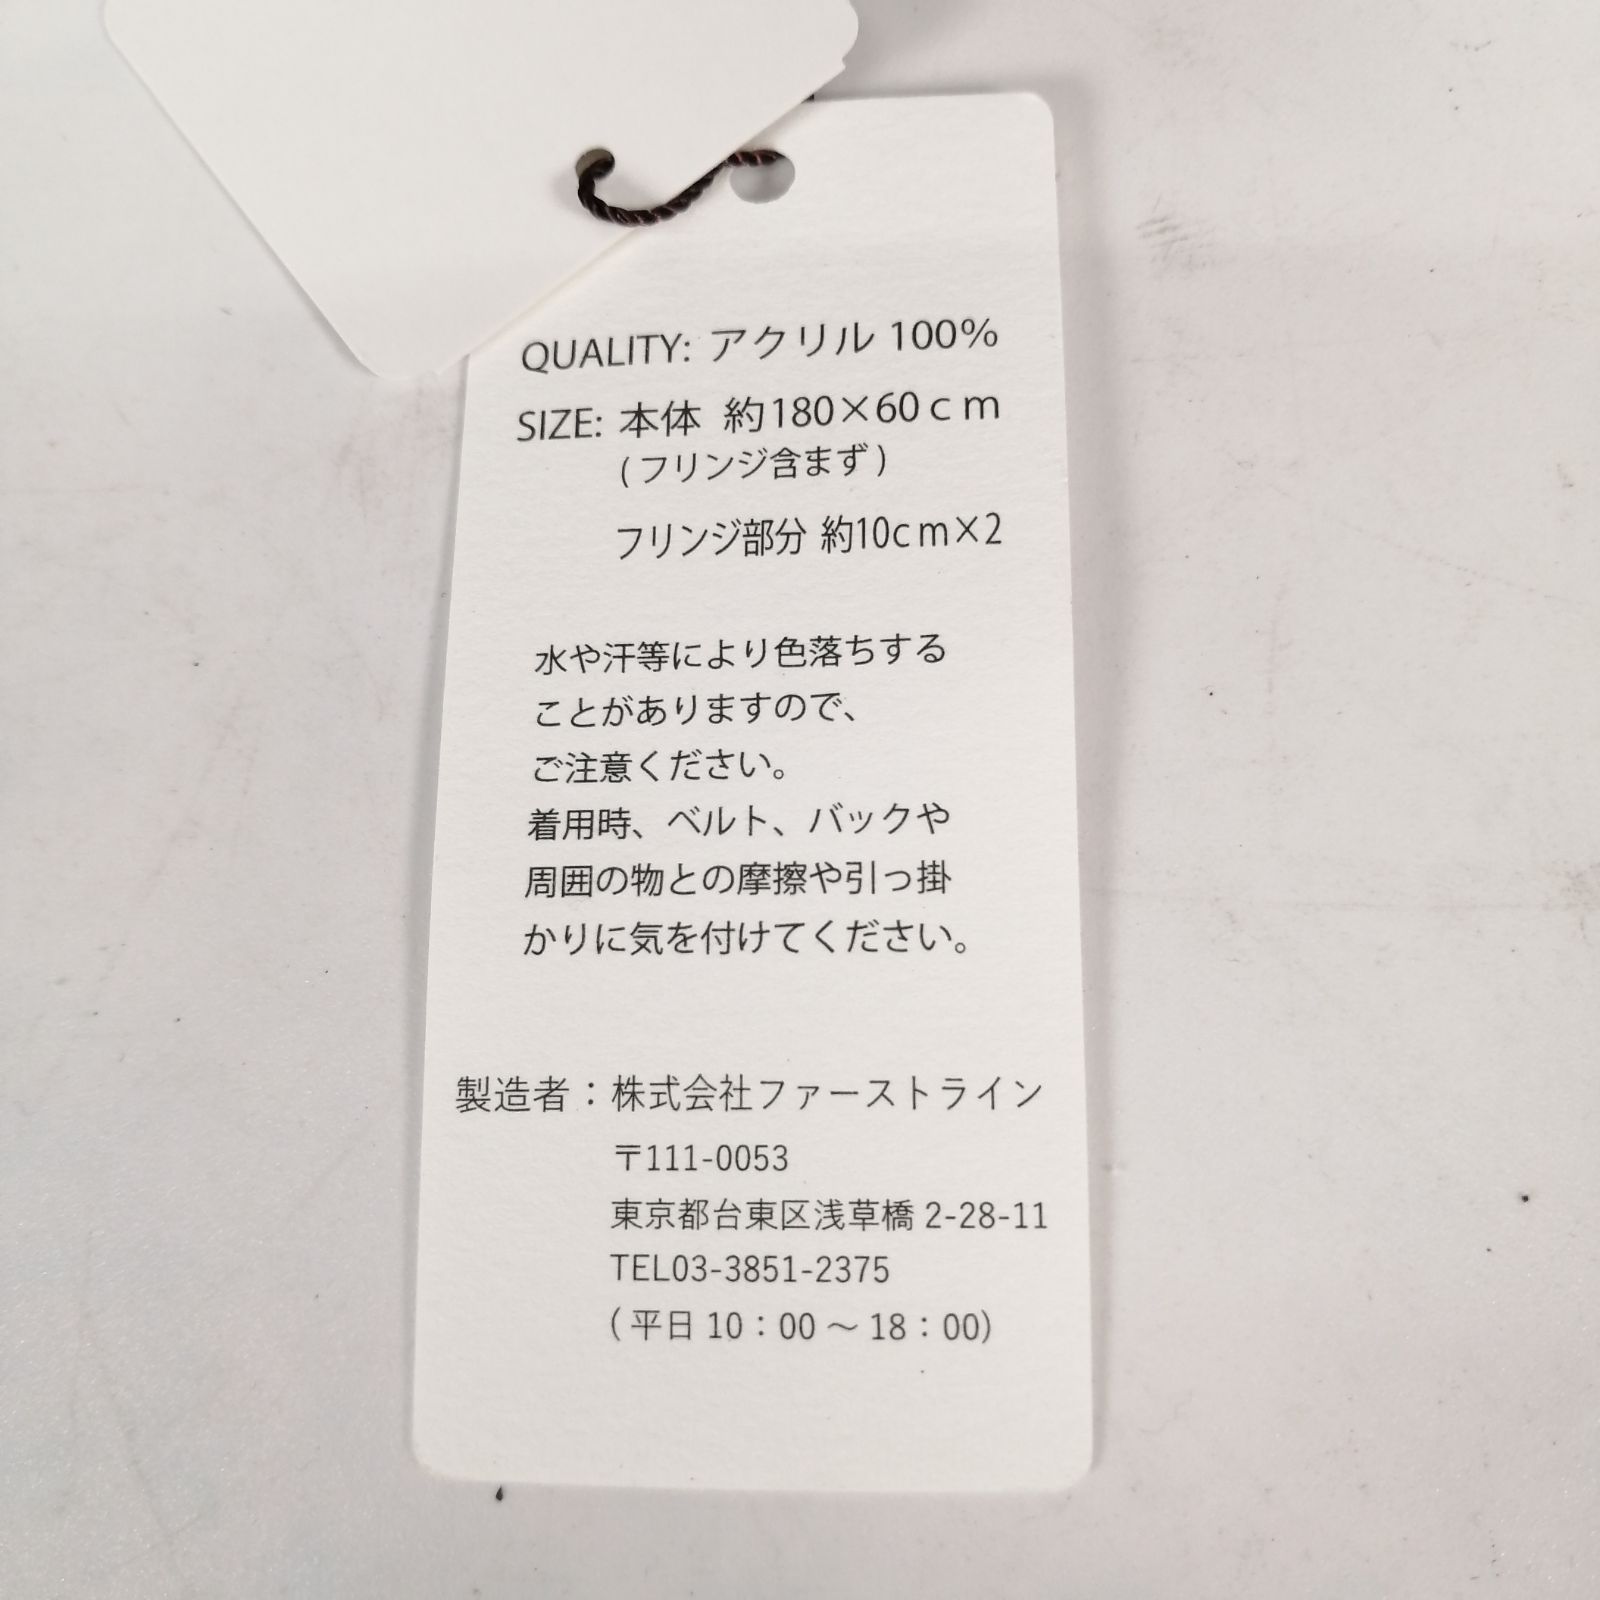 QUALITY: アクリル 100%
SIZE: 本体 約180×60ｃｍ
(フリンジ含まず)
フリンジ部分 約10ｃｍ×2
水や汗等により色落ちする
ことがありますので、
ご注意ください。
着用時、ベルト、バックや
周囲の物との摩擦や引っ掛
かりに気を付けてください。
製造者：株式会社ファーストライン
〒111-0053
東京都台東区浅草橋 2-28-11
TEL03-3851-2375
(平日 10：00 ～ 18：00)